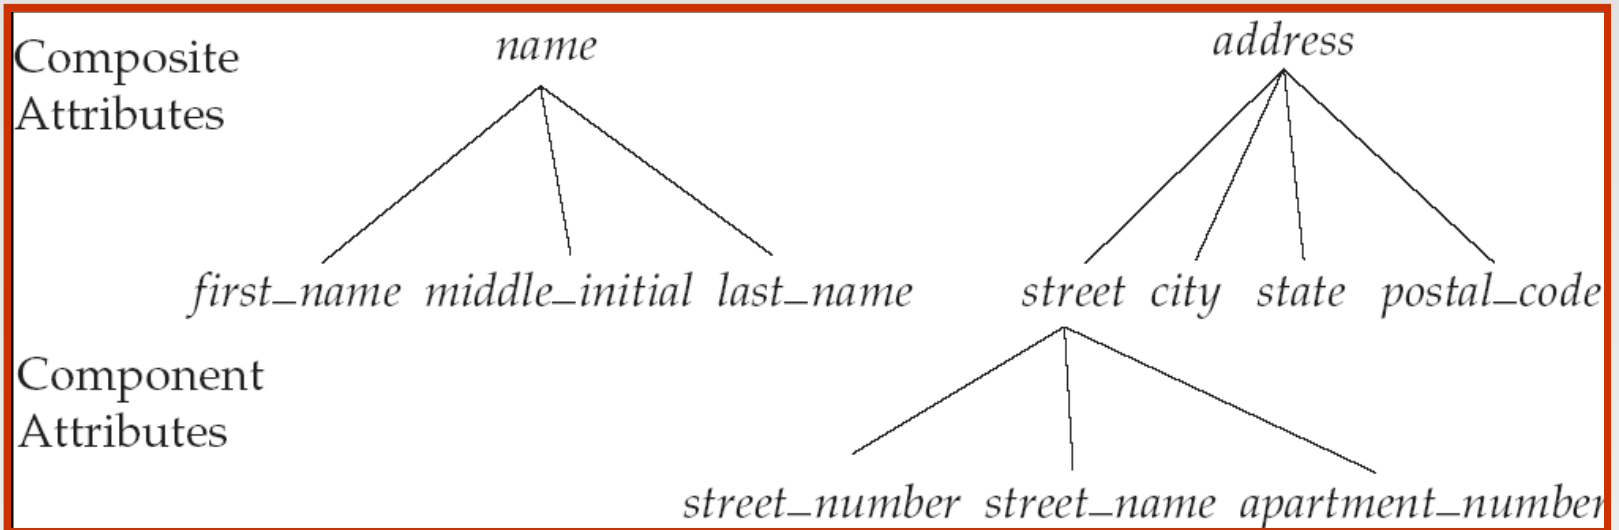 Composite
Attributes
name
address
first_name middle_initial last_name
street city state postal_code
Component
Attributes
street_number street_name apartment_number